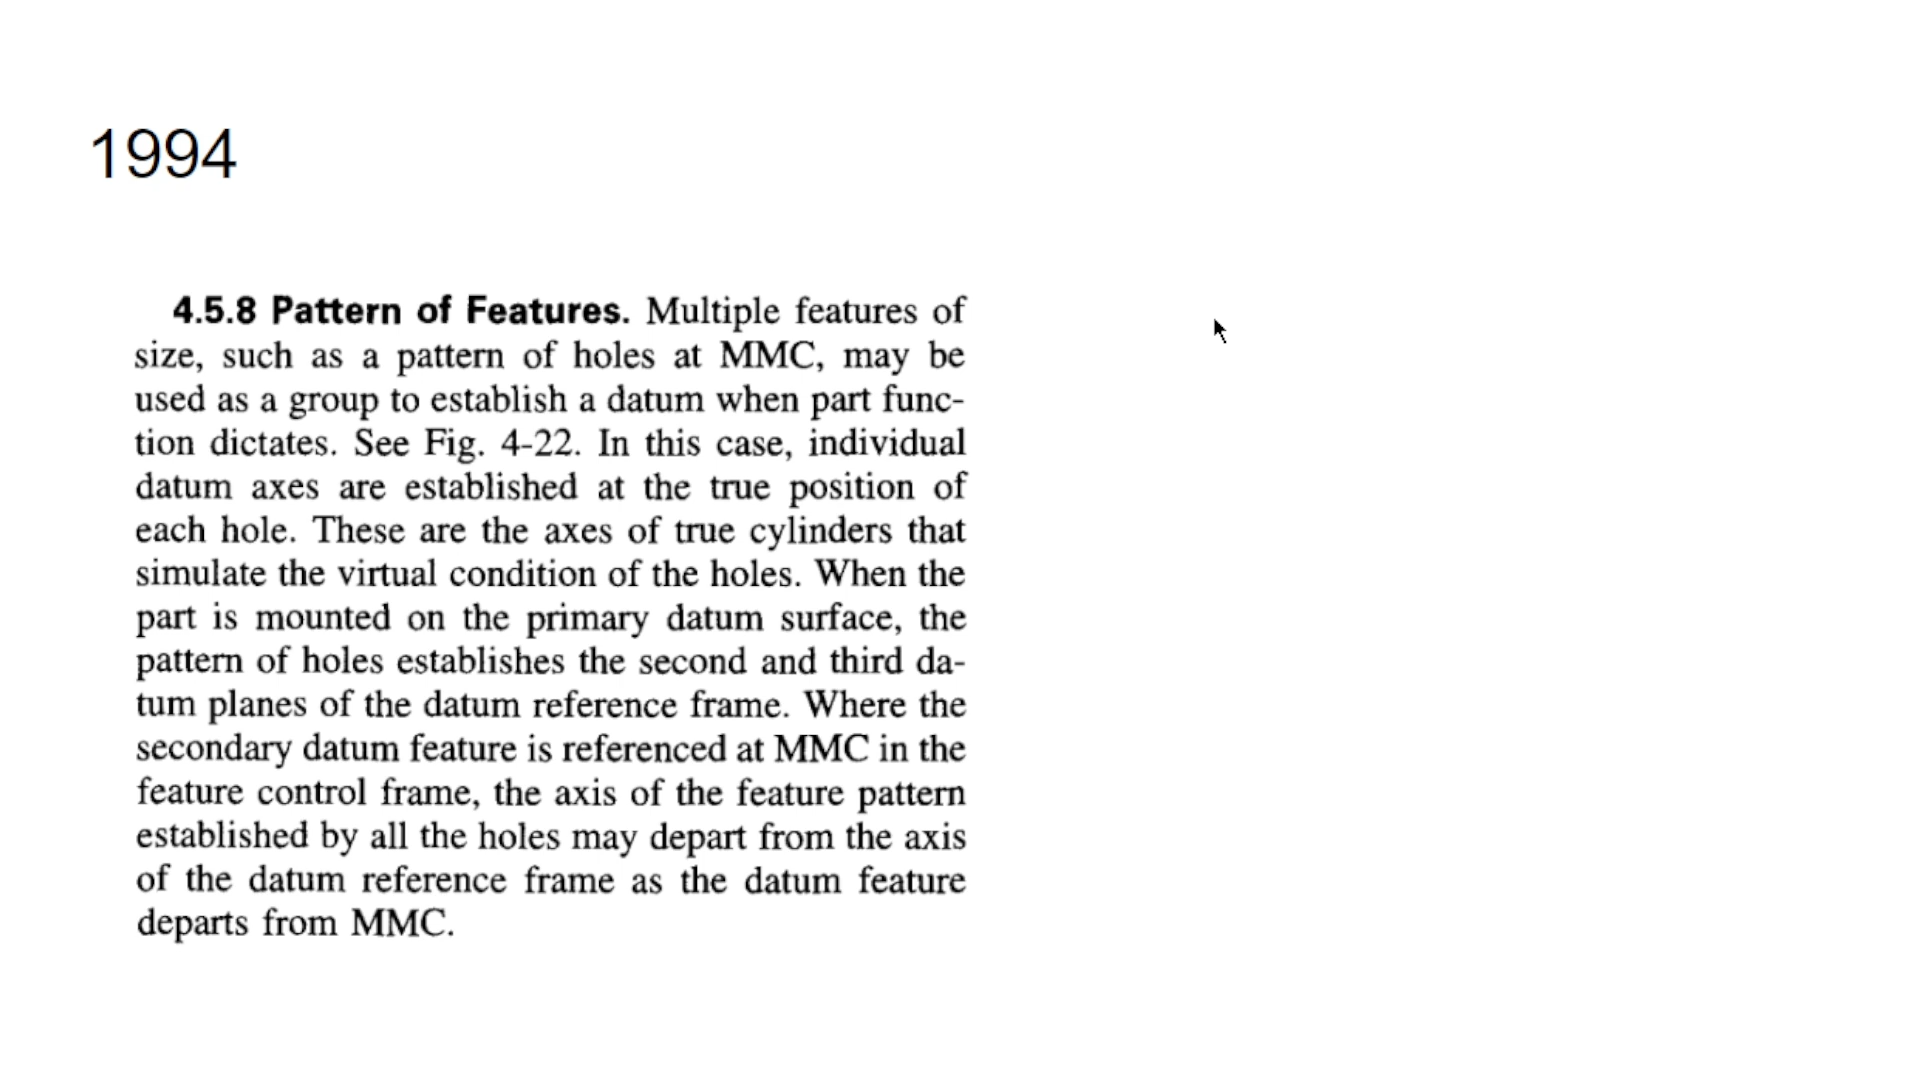 1994
4.5.8 Pattern of Features. Multiple features of
size, such as a pattern of holes at MMC, may be
used as a group to establish a datum when part func-
tion dictates. See Fig. 4-22. In this case, individual
datum axes are established at the true position of
each hole. These are the axes of true cylinders that
simulate the virtual condition of the holes. When the
part is mounted on the primary datum surface, the
pattern of holes establishes the second and third da-
tum planes of the datum reference frame. Where the
secondary datum feature is referenced at MMC in the
feature control frame, the axis of the feature pattern
established by all the holes may depart from the axis
of the datum reference frame as the datum feature
departs from MMC.